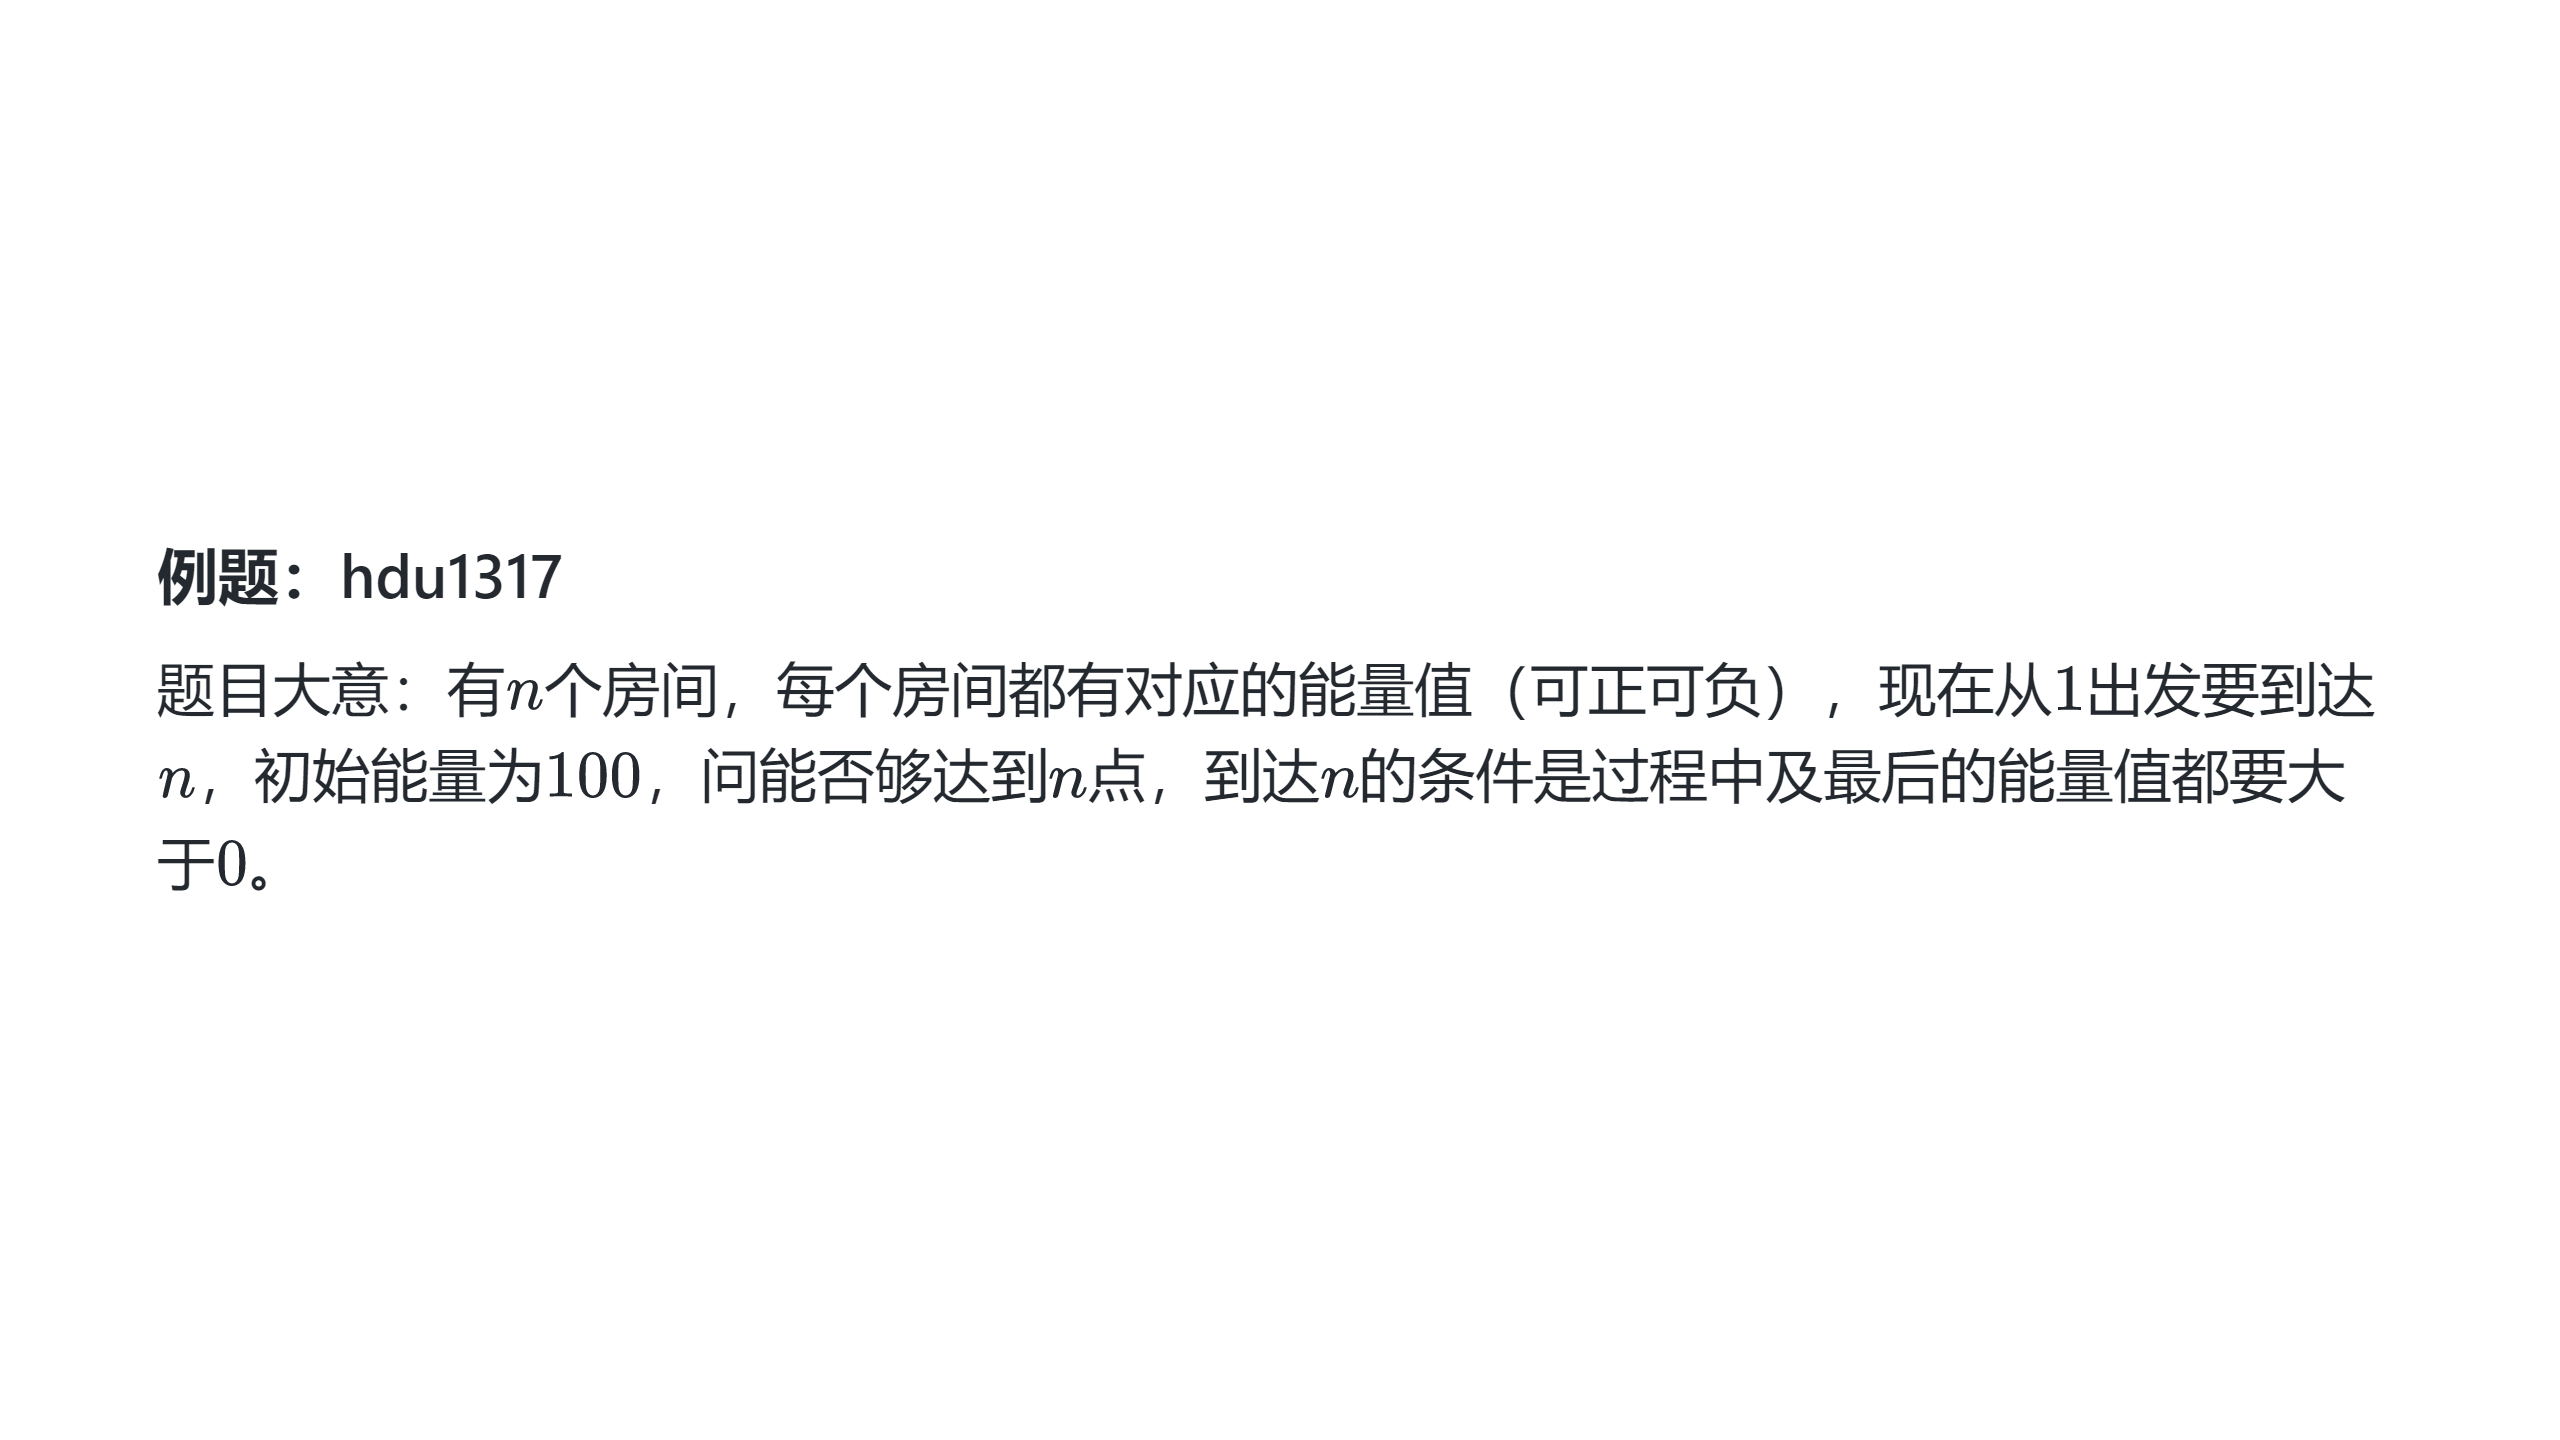 例题：hdu1317
题目大意：有n个房间，每个房间都有对应的能量值（可正可负），现在从1出发要到达
n，初始能量为100，问能否够达到n点，到达n的条件是过程中及最后的能量值都要大
于0。